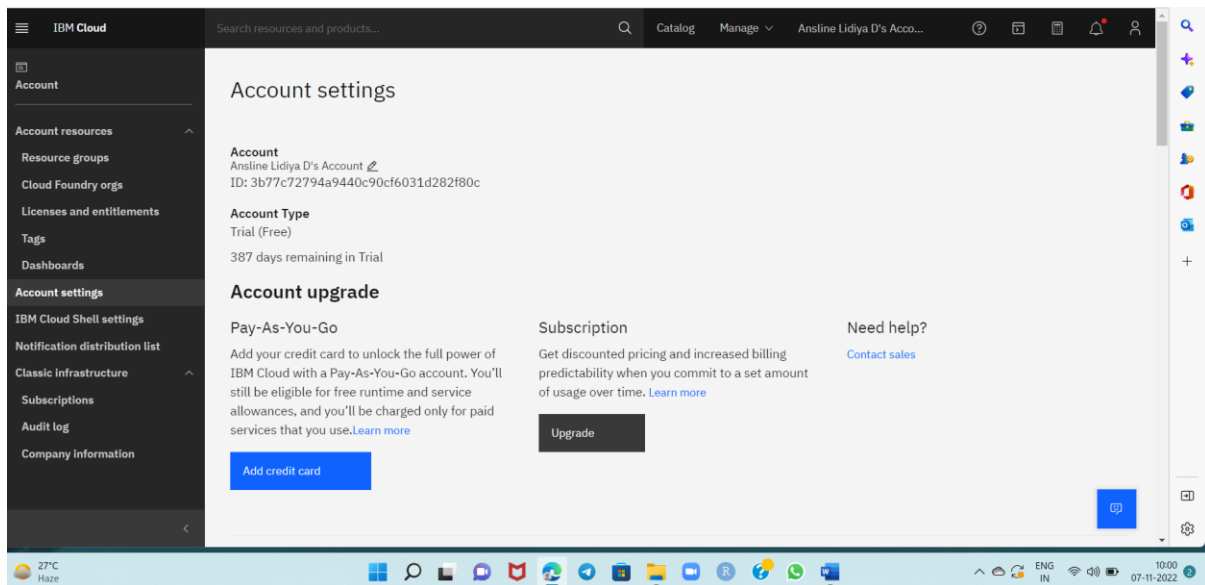 IBM Cloud
Search resources and products...
Catalog
Manage
Ansline Lidiya D's Acco...
Account
Account resources
Resource groups
Cloud Foundry orgs
Licenses and entitlements
Tags
Dashboards
Account settings
IBM Cloud Shell settings
Notification distribution list
Classic infrastructure
Subscriptions
Audit log
Company information
Account settings
Account
Ansline Lidiya D's Account
ID: 3b77c72794a9440c90cf6031d282f80c
Account Type
Trial (Free)
387 days remaining in Trial
Account upgrade
Pay-As-You-Go
Add your credit card to unlock the full power of
IBM Cloud with a Pay-As-You-Go account. You'll
still be eligible for free runtime and service
allowances, and you'll be charged only for paid
services that you use.Learn more
Add credit card
Subscription
Get discounted pricing and increased billing
predictability when you commit to a set amount
of usage over time. Learn more
Upgrade
Need help?
Contact sales
27°C
Haze
R
W
ENG
IN
10:00
07-11-2022
2